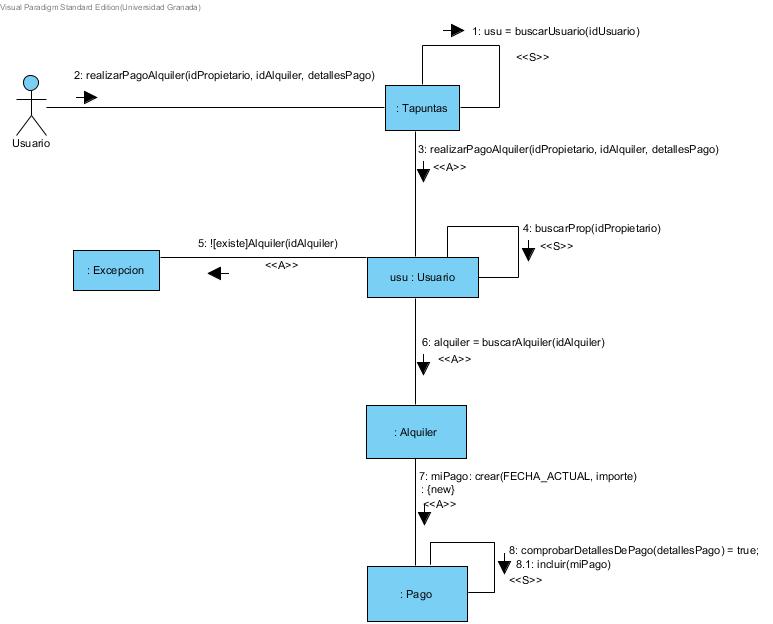 Visual Paradigm Standard Edition(Universidad Granada)
1: usu = buscarUsuario(idUsuario)
<<S>>
2: realizarPagoAlquiler(idPropietario, idAlquiler, detallesPago)
Usuario
: Tapuntas
3: realizarPagoAlquiler(idPropietario, idAlquiler, detallesPago)
<<A>>
4: buscarProp(idPropietario)
<<S>>
5: ![existe]Alquiler(idAlquiler)
<<A>>
: Excepcion
usu : Usuario
6: alquiler = buscarAlquiler(idAlquiler)
<<A>>
: Alquiler
7: miPago: crear(FECHA_ACTUAL, importe)
: {new}
<<A>>
8: comprobarDetallesDePago(detallesPago) = true;
8.1: incluir(miPago)
<<S>>
: Pago